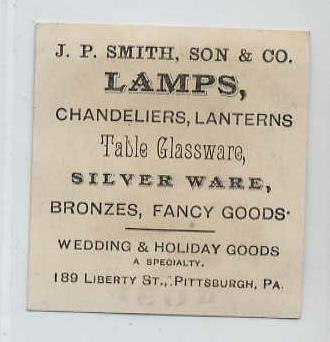 J. P. SMITH, SON & CO.
LAMPS,
CHANDELIERS, LANTERNS
Table Glassware,
SILVER WARE,
BRONZES, FANCY GOODS.
WEDDING & HOLIDAY GOODS
A SPECIALTY.
189 LIBERTY ST., PITTSBURGH, PA.